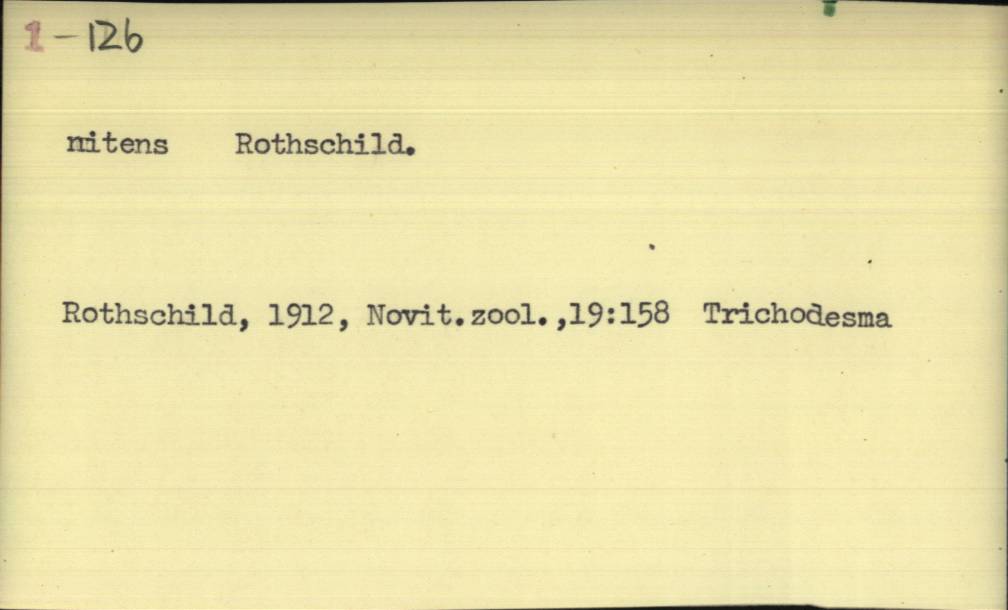 1-126
nitens Rothschild.
Rothschild, 1912, Novit.zool.,19:158 Trichodesma